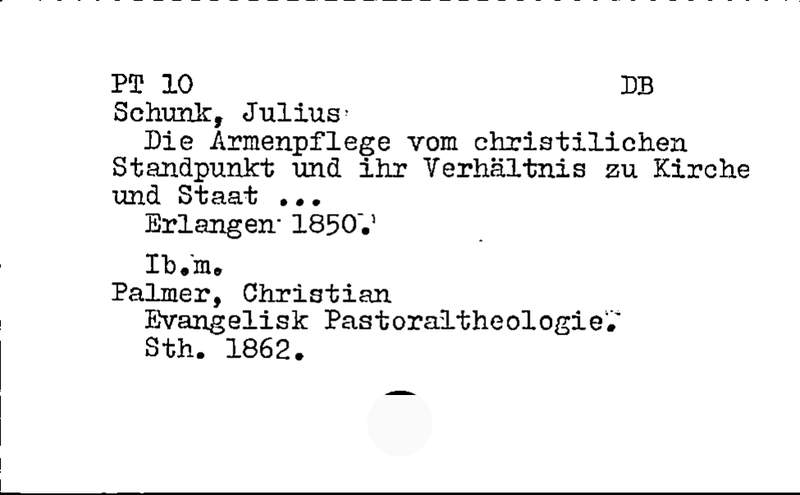 PT 10 DB
Schunk, Julius
Die Armenpflege vom christilichen
Standpunkt und ihr Verhältnis zu Kirche
und Staat ...
Erlangen 1850.
Ib.m.
Palmer, Christian
Evangelisk Pastoraltheologie.
Sth. 1862.